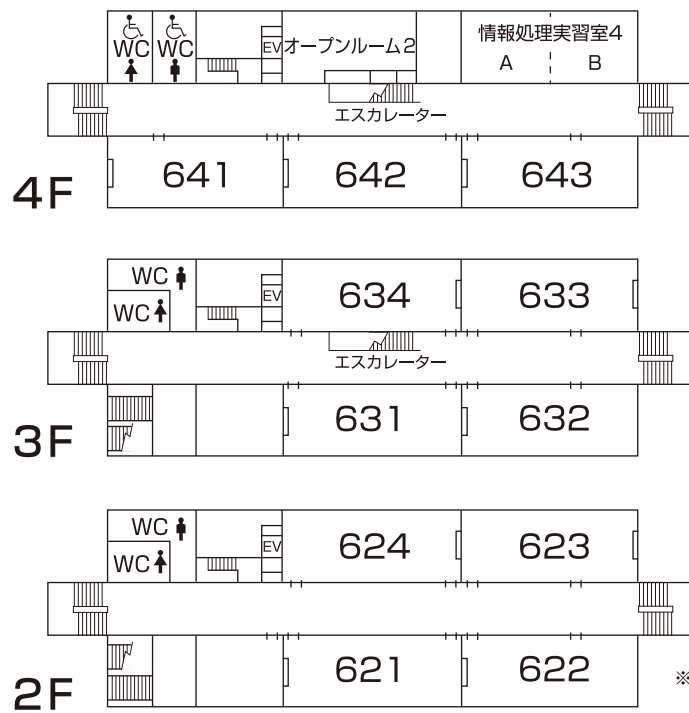 WC WC EV オープンルーム2 情報処理実習室4
A B
エスカレーター
4F 641 642 643
WC
WC EV 634 633
エスカレーター
3F 631 632
WC
WC EV 624 623
2F 621 622 ※